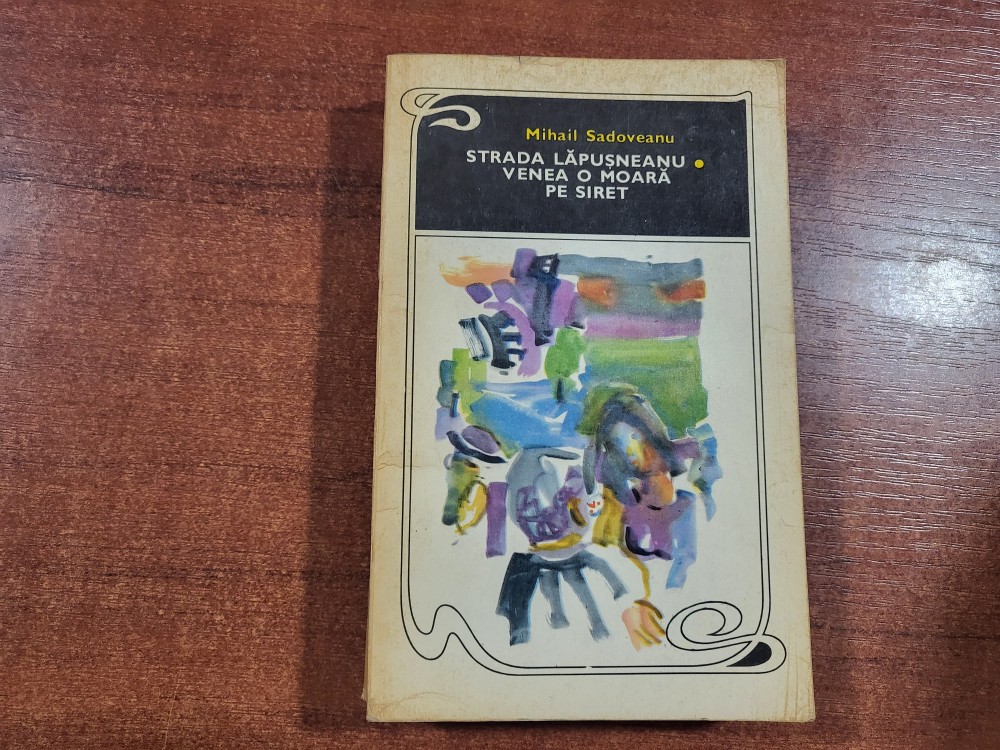 Mihail Sadoveanu
STRADA LĂPUȘNEANU •
VENEA O MOARĂ
PE SIRET